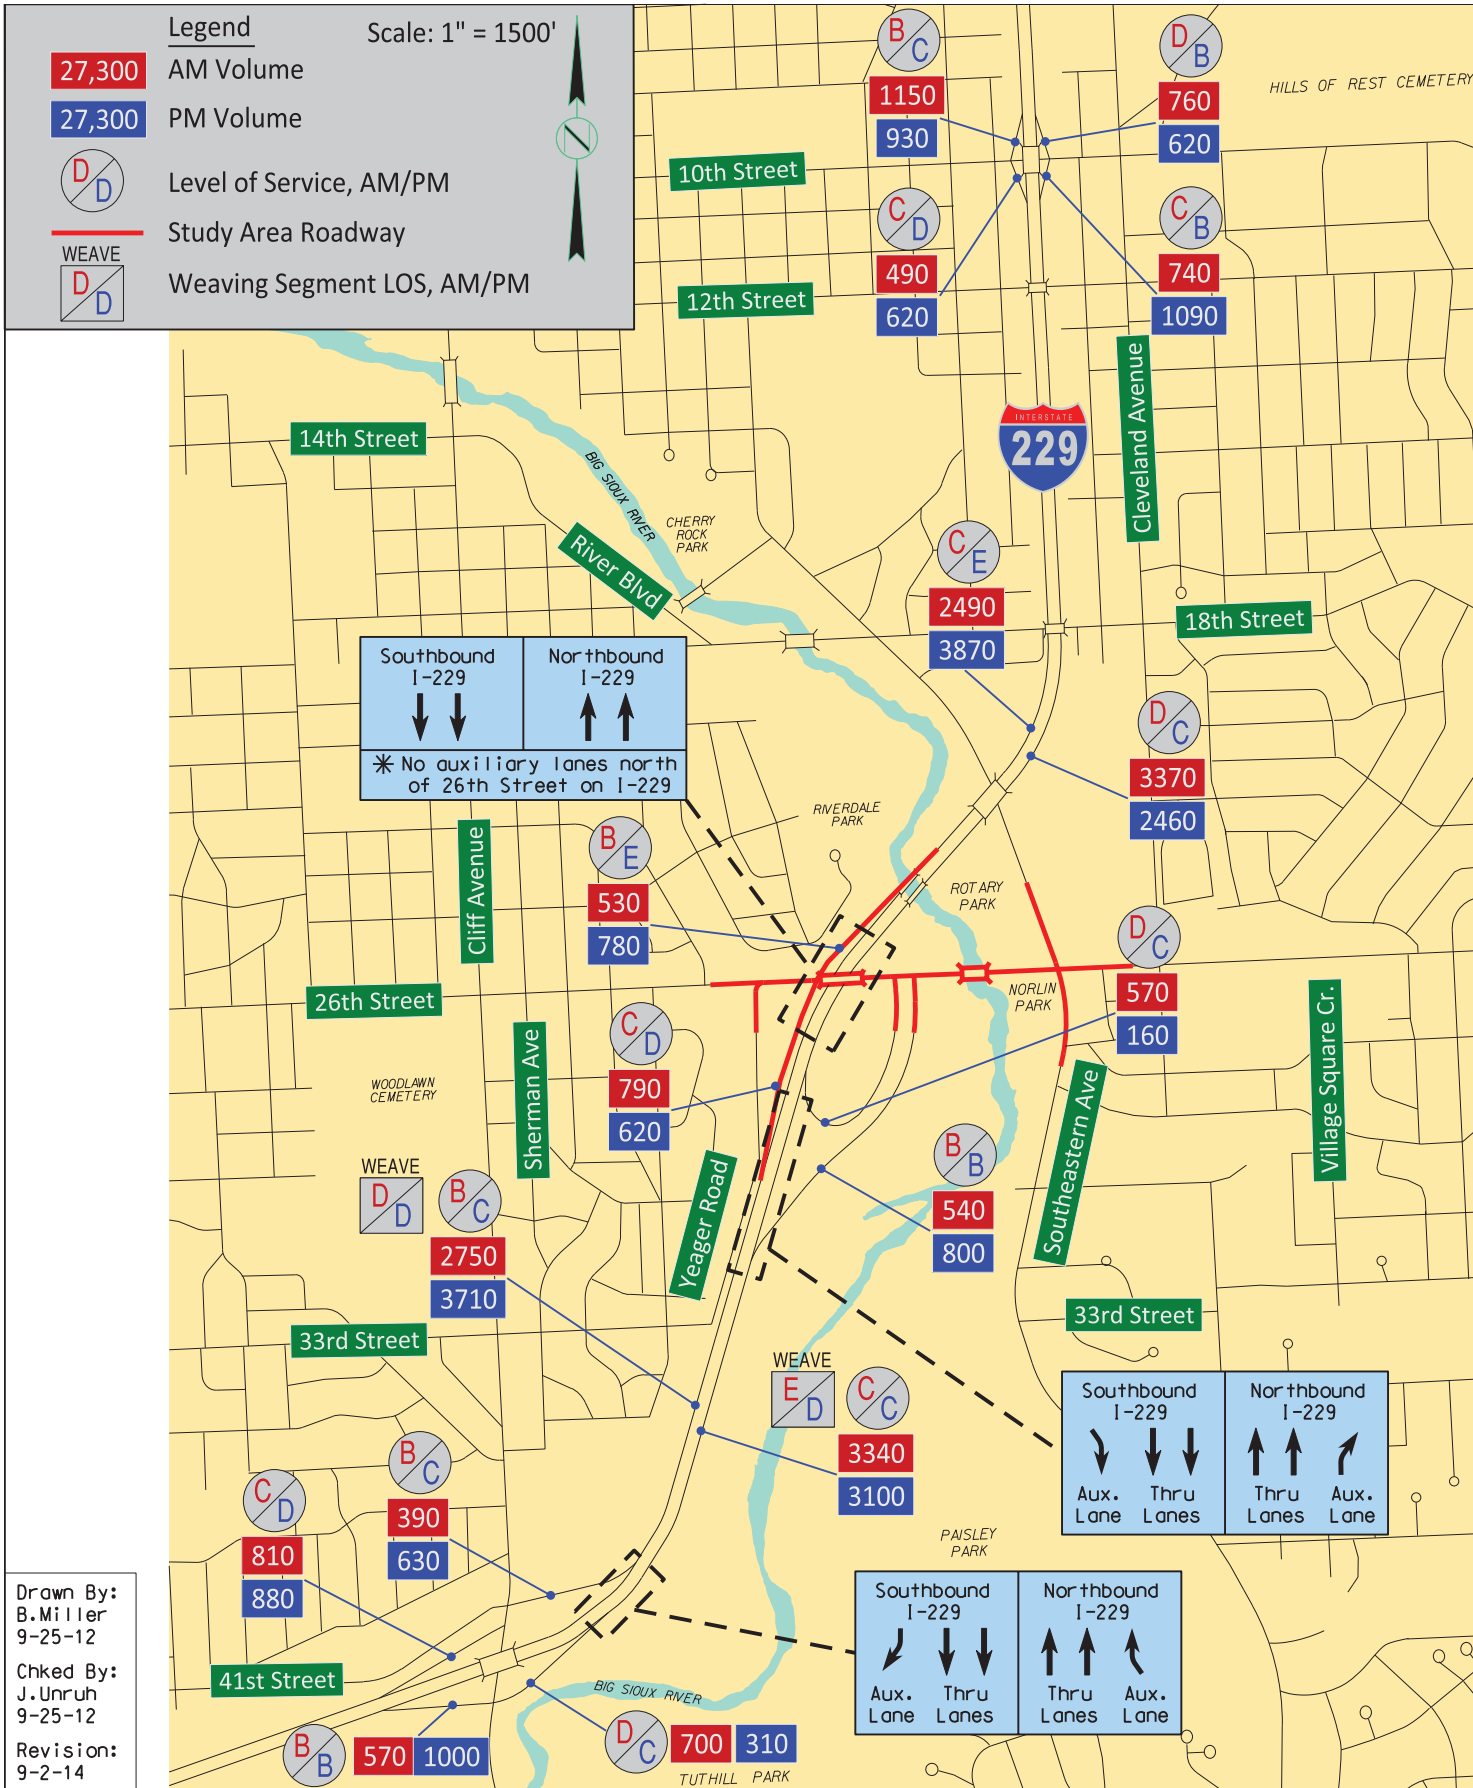 Legend
Scale: 1" = 1500'
27,300 AM Volume
27,300 PM Volume
D D Level of Service, AM/PM
Study Area Roadway
WEAVE
D D Weaving Segment LOS, AM/PM
B C
1150
930
D B
760
620
HILLS OF REST CEMETERY
10th Street
C D
490
620
C B
740
1090
12th Street
Cleveland Avenue
INTERSTATE
229
14th Street
BIG SIOUX RIVER
CHERRY
ROCK
PARK
River Blvd
C E
2490
3870
18th Street
Southbound
I-229
Northbound
I-229
* No auxiliary lanes north
of 26th Street on I-229
D C
3370
2460
RIVERDALE
PARK
Cliff Avenue
B E
530
780
ROTARY
PARK
D C
570
160
26th Street
NORLIN
PARK
Village Square Cr.
Sherman Ave
C D
790
620
WOODLAWN
CEMETERY
Southeastern Ave
Yeager Road
B B
540
800
WEAVE
D D
B C
2750
3710
33rd Street
33rd Street
WEAVE
E D
C C
3340
3100
Southbound
I-229
Northbound
I-229
Aux.
Lane
Thru
Lanes
Thru
Lanes
Aux.
Lane
B C
390
630
C D
810
880
PAISLEY
PARK
Southbound
I-229
Northbound
I-229
Aux.
Lane
Thru
Lanes
Thru
Lanes
Aux.
Lane
41st Street
BIG SIOUX RIVER
B B
570 1000
D C
700 310
TUTHILL PARK
Drawn By:
B.Miller
9-25-12
Chked By:
J.Unruh
9-25-12
Revision:
9-2-14